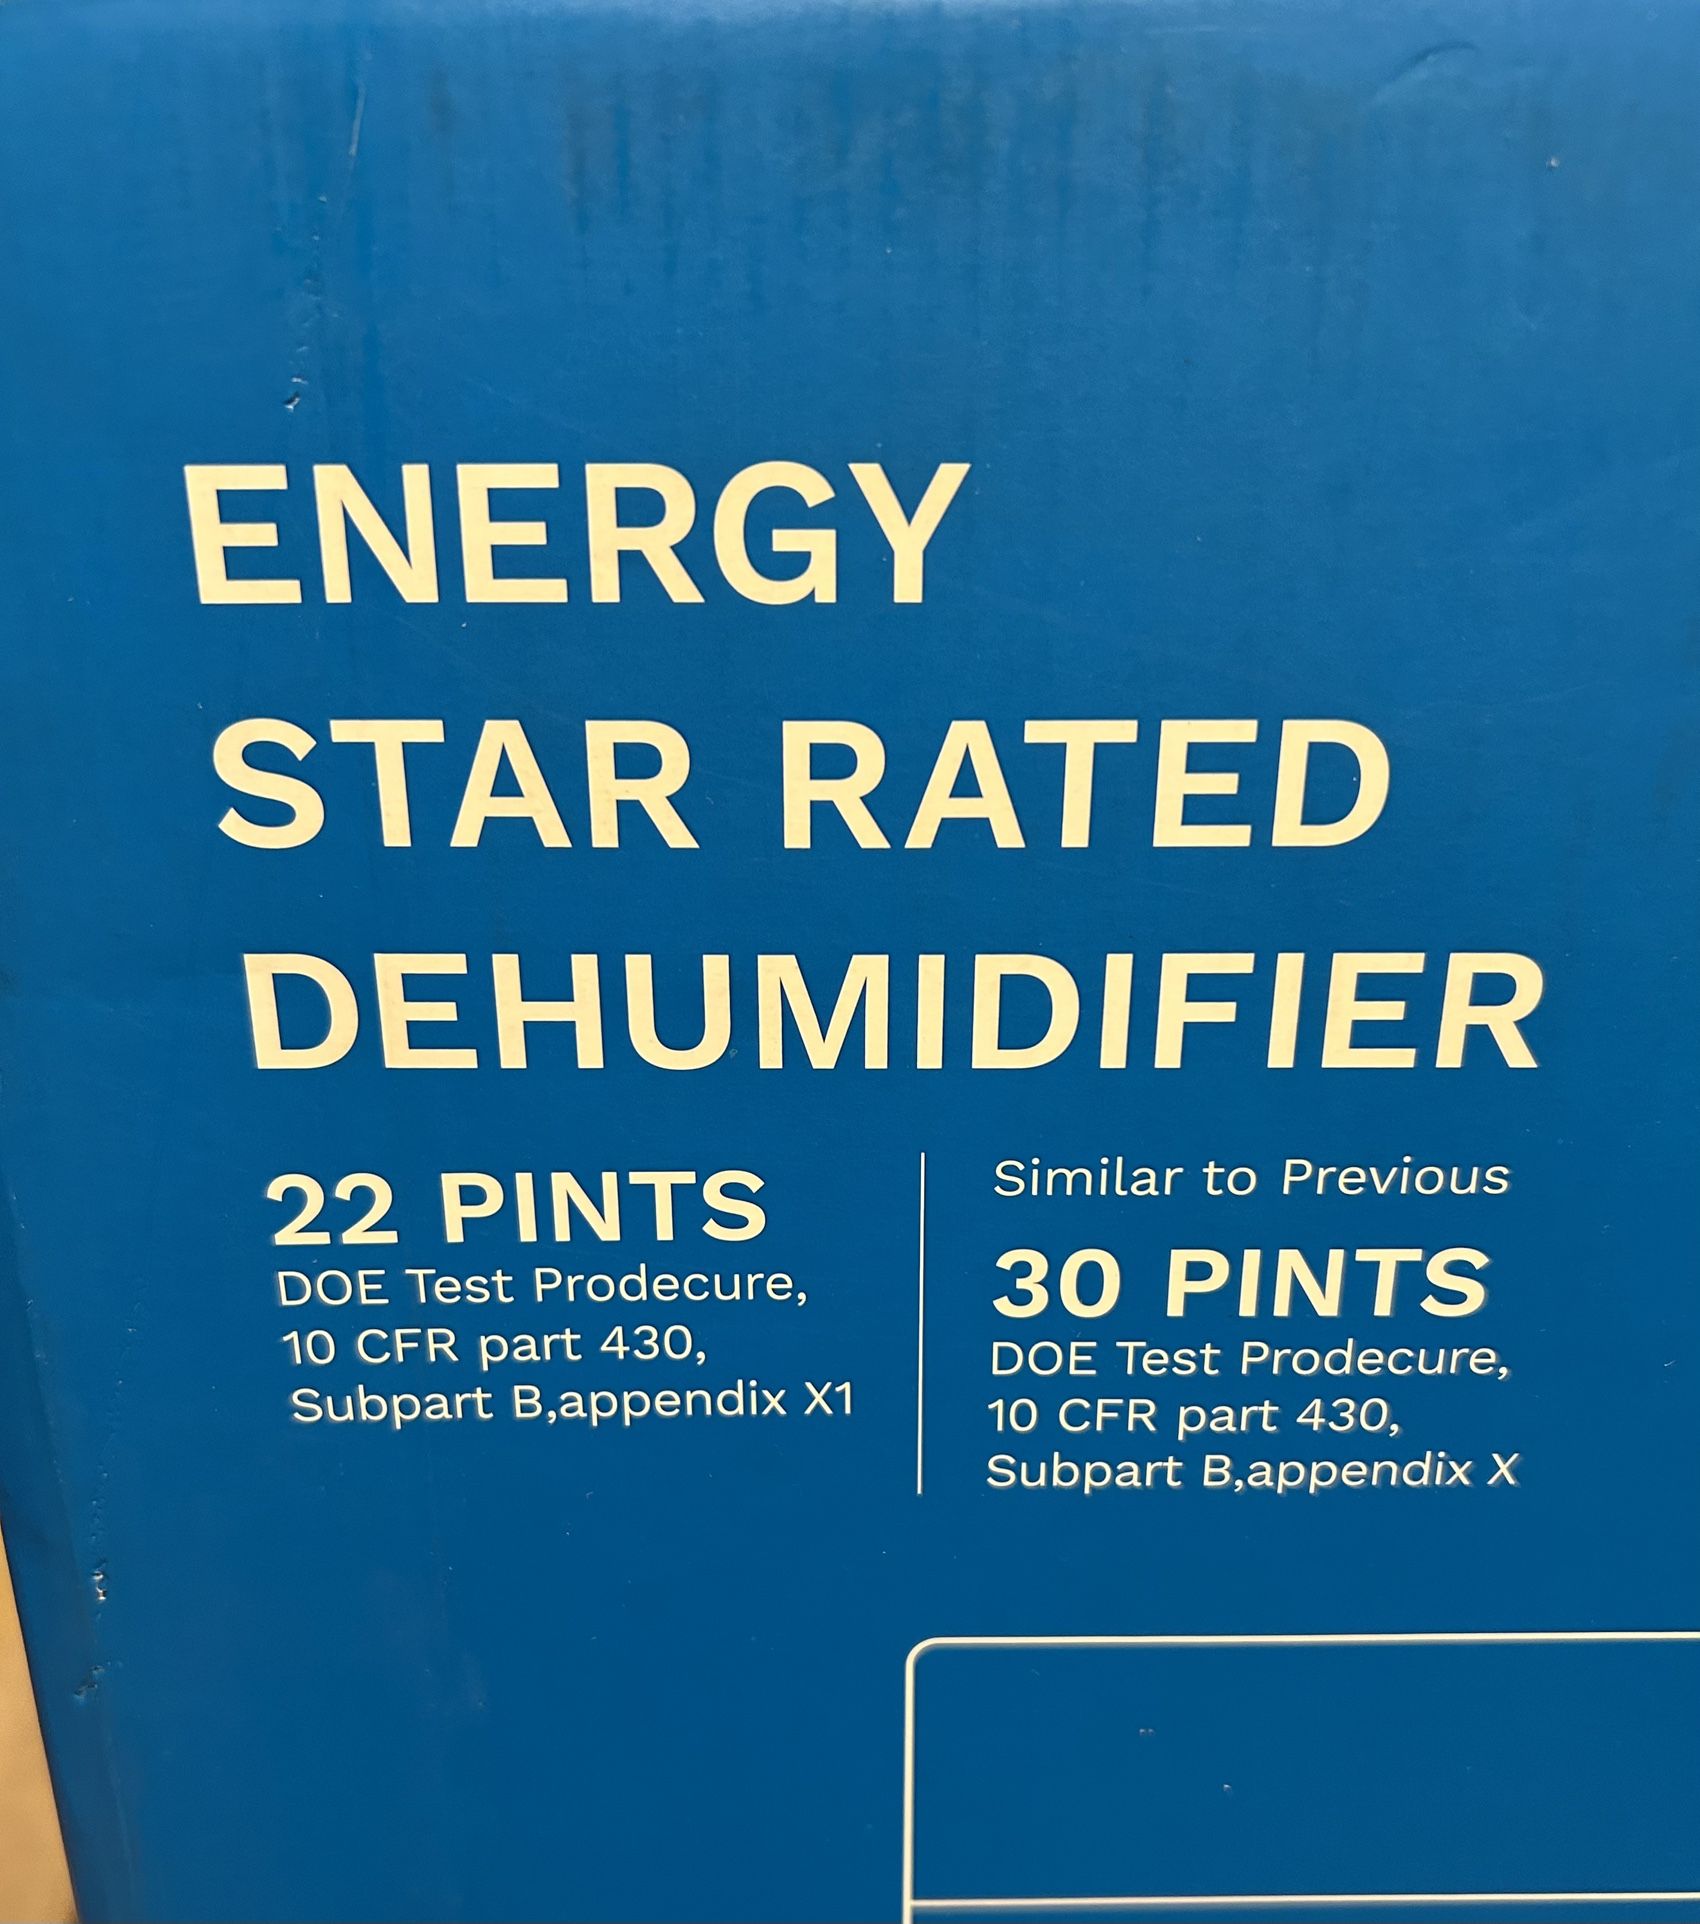 ENERGY
STAR RATED
DEHUMIDIFIER
22 PINTS
DOE Test Prodecure,
10 CFR part 430,
Subpart B,appendix X1
Similar to Previous
30 PINTS
DOE Test Prodecure,
10 CFR part 430,
Subpart B,appendix X